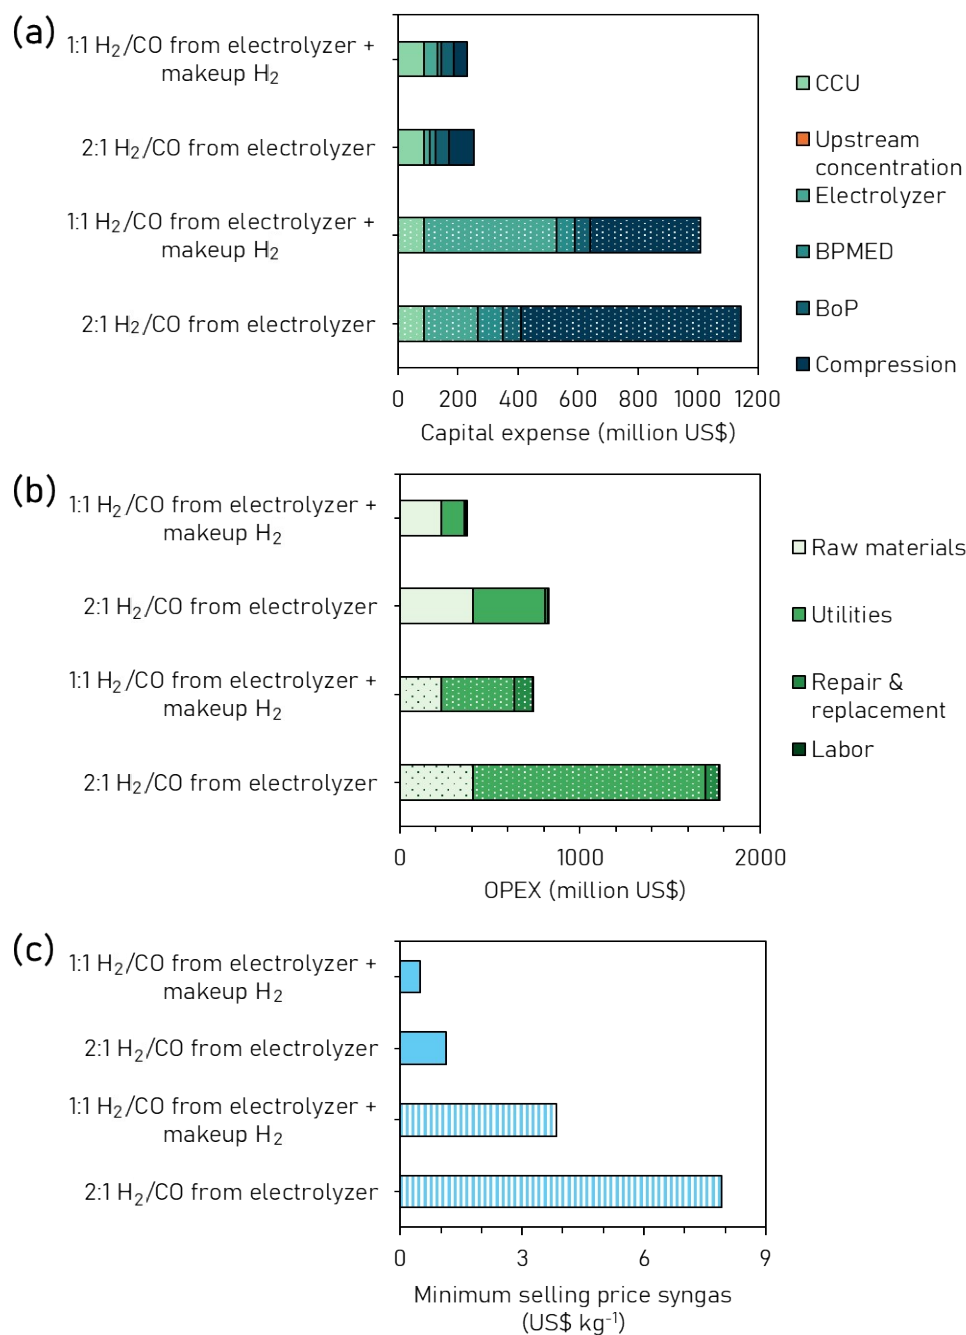 (a)
1:1 H₂/CO from electrolyzer +
makeup H₂
2:1 H₂/CO from electrolyzer
1:1 H₂/CO from electrolyzer +
makeup H₂
2:1 H₂/CO from electrolyzer
0 200 400 600 800 1000 1200
Capital expense (million US$)
CCU
Upstream
concentration
Electrolyzer
BPMED
BoP
Compression
(b)
1:1 H₂/CO from electrolyzer +
makeup H₂
2:1 H₂/CO from electrolyzer
1:1 H₂/CO from electrolyzer +
makeup H₂
2:1 H₂/CO from electrolyzer
0 1000 2000
OPEX (million US$)
Raw materials
Utilities
Repair &
replacement
Labor
(c)
1:1 H₂/CO from electrolyzer +
makeup H₂
2:1 H₂/CO from electrolyzer
1:1 H₂/CO from electrolyzer +
makeup H₂
2:1 H₂/CO from electrolyzer
0 3 6 9
Minimum selling price syngas
(US$ kg⁻¹)